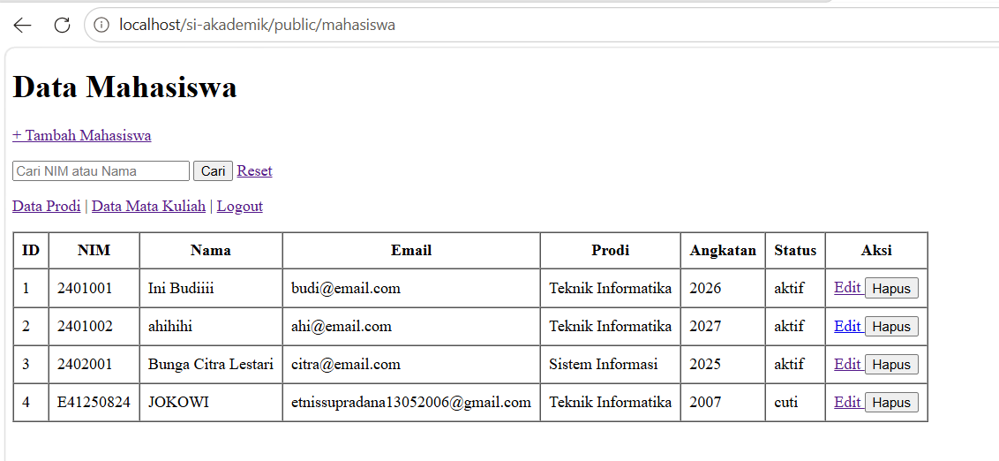 localhost/si-akademik/public/mahasiswa
Data Mahasiswa
+ Tambah Mahasiswa
Cari NIM atau Nama Cari Reset
Data Prodi | Data Mata Kuliah | Logout
ID NIM Nama Email Prodi Angkatan Status Aksi
1 2401001 Ini Budiiii budi@email.com Teknik Informatika 2026 aktif Edit Hapus
2 2401002 ahihihi ahi@email.com Teknik Informatika 2027 aktif Edit Hapus
3 2402001 Bunga Citra Lestari citra@email.com Sistem Informasi 2025 aktif Edit Hapus
4 E41250824 JOKOWI etnissupradana13052006@gmail.com Teknik Informatika 2007 cuti Edit Hapus